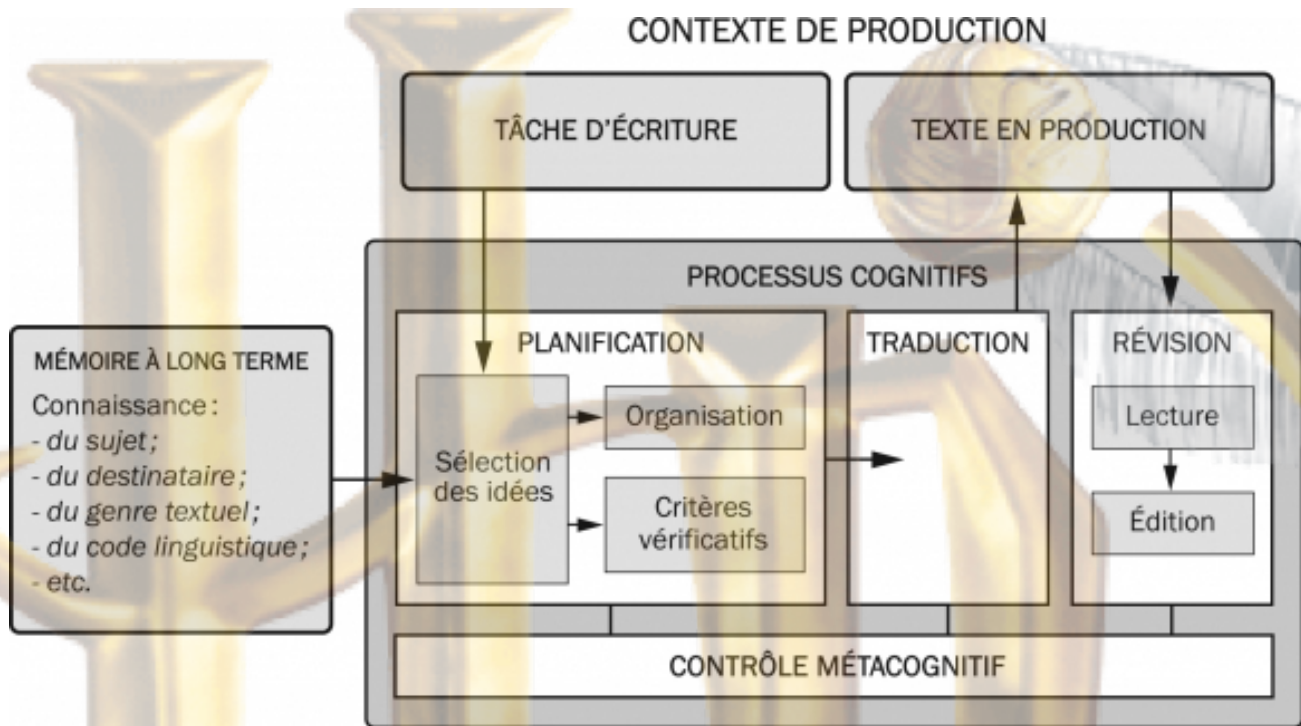 CONTEXTE DE PRODUCTION
TÂCHE D'ÉCRITURE
TEXTE EN PRODUCTION
PROCESSUS COGNITIFS
MÉMOIRE À LONG TERME
Connaissance :
- du sujet ;
- du destinataire ;
- du genre textuel ;
- du code linguistique ;
- etc.
PLANIFICATION
Sélection
des idées
Organisation
Critères
vérificatifs
TRADUCTION
RÉVISION
Lecture
Édition
CONTRÔLE MÉTACOGNITIF